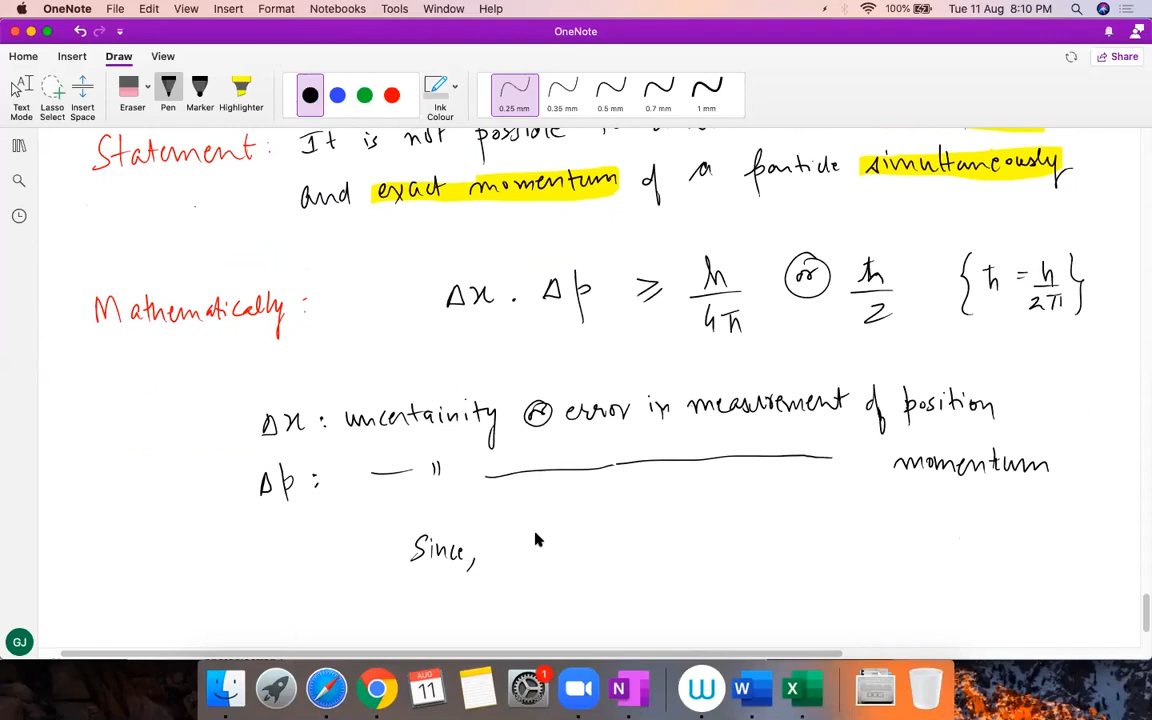 OneNote File Edit View Insert Format Notebooks Tools Window Help 100% Tue 11 Aug 8:10 PM
OneNote
Home Insert Draw View Share
Text Mode Lasso Select Insert Space Eraser Pen Marker Highlighter Ink Colour 0.25 mm 0.35 mm 0.5 mm 0.7 mm 1 mm
Statement: It is not possible
and exact momentum of a particle simultaneously
Mathematically: Δx . Δp ≥ h/4π or ħ/2 {ħ = h/2π}
Δx : uncertainity or error in measurement of position
Δp : — " — momentum
Since,
GJ
AUG 11 1 N W W X